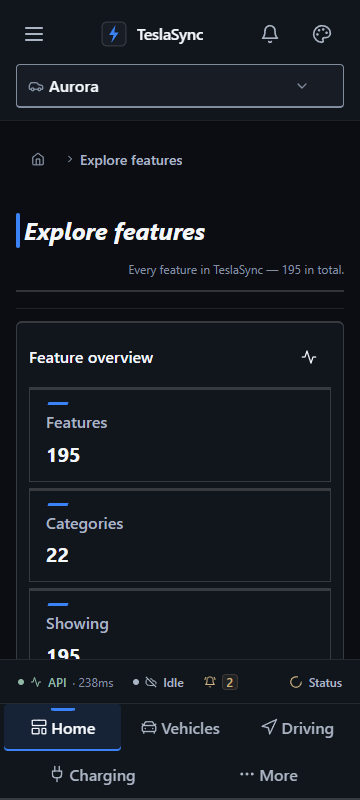 TeslaSync
Aurora
Explore features
Explore features
Every feature in TeslaSync — 195 in total.
Feature overview
Features
195
Categories
22
Showing
195
API · 238ms Idle 2 Status
Home Vehicles Driving
Charging More